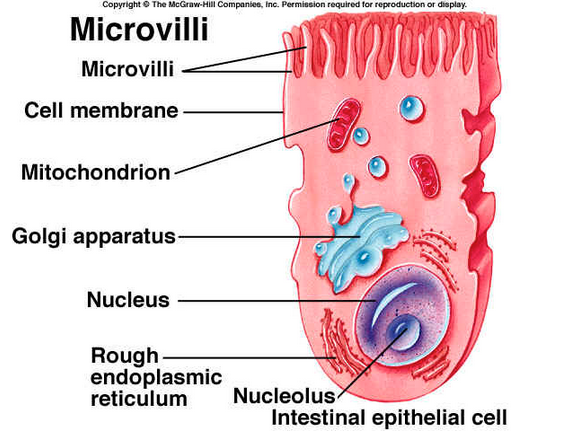 Copyright © The McGraw-Hill Companies, Inc. Permission required for reproduction or display.
Microvilli
Microvilli
Cell membrane
Mitochondrion
Golgi apparatus
Nucleus
Rough
endoplasmic
reticulum
Nucleolus
Intestinal epithelial cell